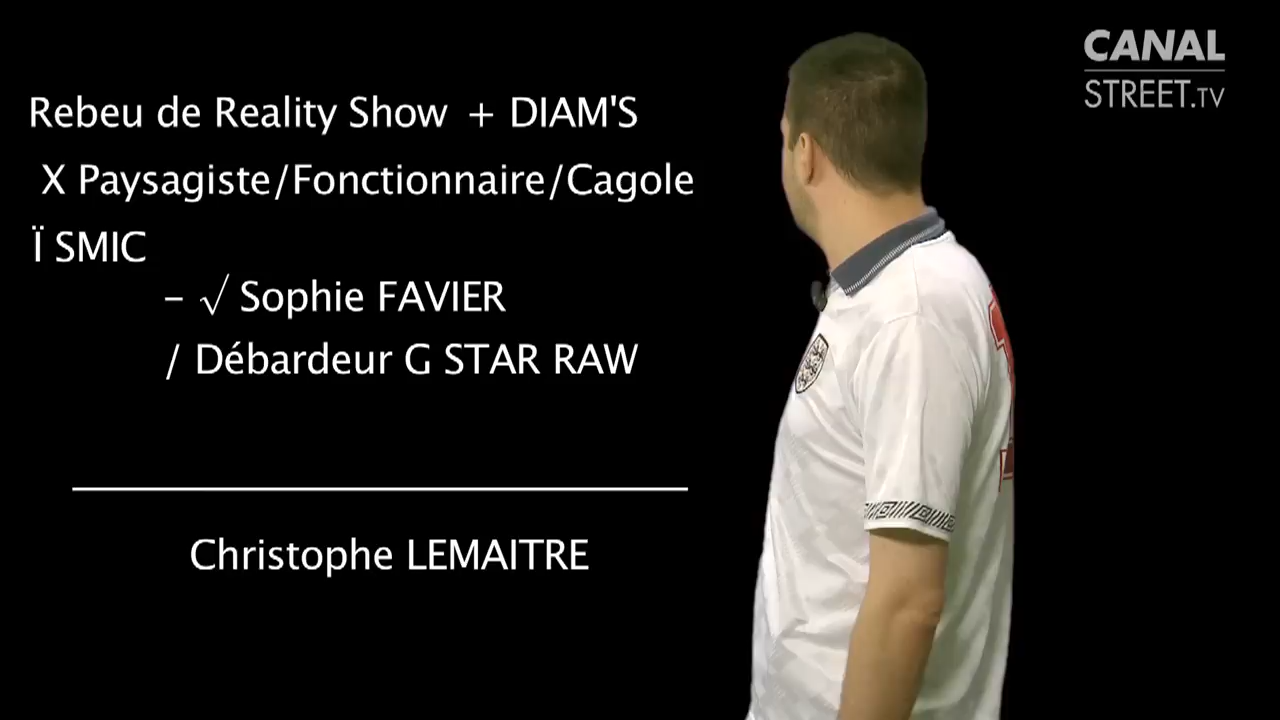 Rebeu de Reality Show + DIAM'S
X Paysagiste/Fonctionnaire/Cagole
Ï SMIC
– √ Sophie FAVIER
/ Débardeur G STAR RAW
Christophe LEMAITRE
CANAL
STREET.TV